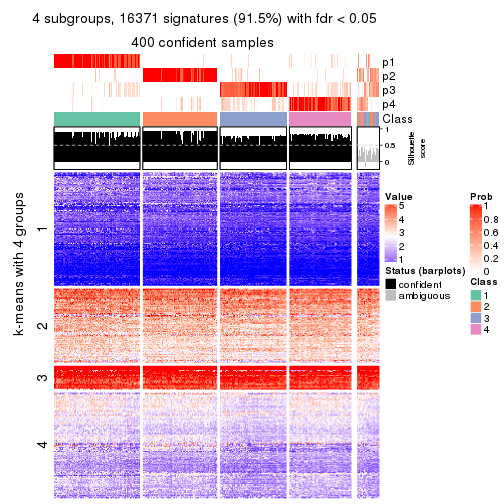 4 subgroups, 16371 signatures (91.5%) with fdr < 0.05
400 confident samples
p1
p2
p3
p4
Class
1
0.5
0
Silhouette
score
k-means with 4 groups
1
2
3
4
Value
5
4
3
2
1
Status (barplots)
confident
ambiguous
Prob
1
0.8
0.6
0.4
0.2
0
Class
1
2
3
4